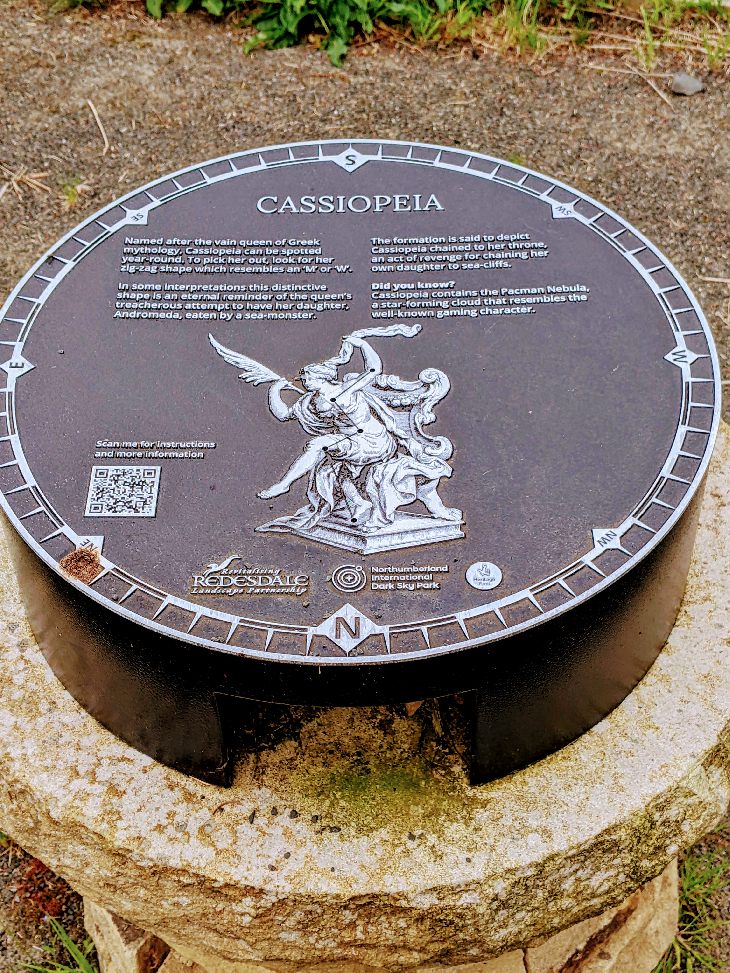 S
SE
SW
CASSIOPEIA
Named after the vain queen of Greek
mythology, Cassiopeia can be spotted
year-round. To pick her out, look for her
zig-zag shape which resembles an 'M' or 'W'.
In some interpretations this distinctive
shape is an eternal reminder of the queen's
treacherous attempt to have her daughter,
Andromeda, eaten by a sea-monster.
The formation is said to depict
Cassiopeia chained to her throne,
an act of revenge for chaining her
own daughter to sea-cliffs.
Did you know?
Cassiopeia contains the Pacman Nebula,
a star-forming cloud that resembles the
well-known gaming character.
E
W
Scan me for instructions
and more information
NW
Revitalising
REDESDALE
Landscape Partnership
Northumberland
International
Dark Sky Park
Heritage
Fund
N